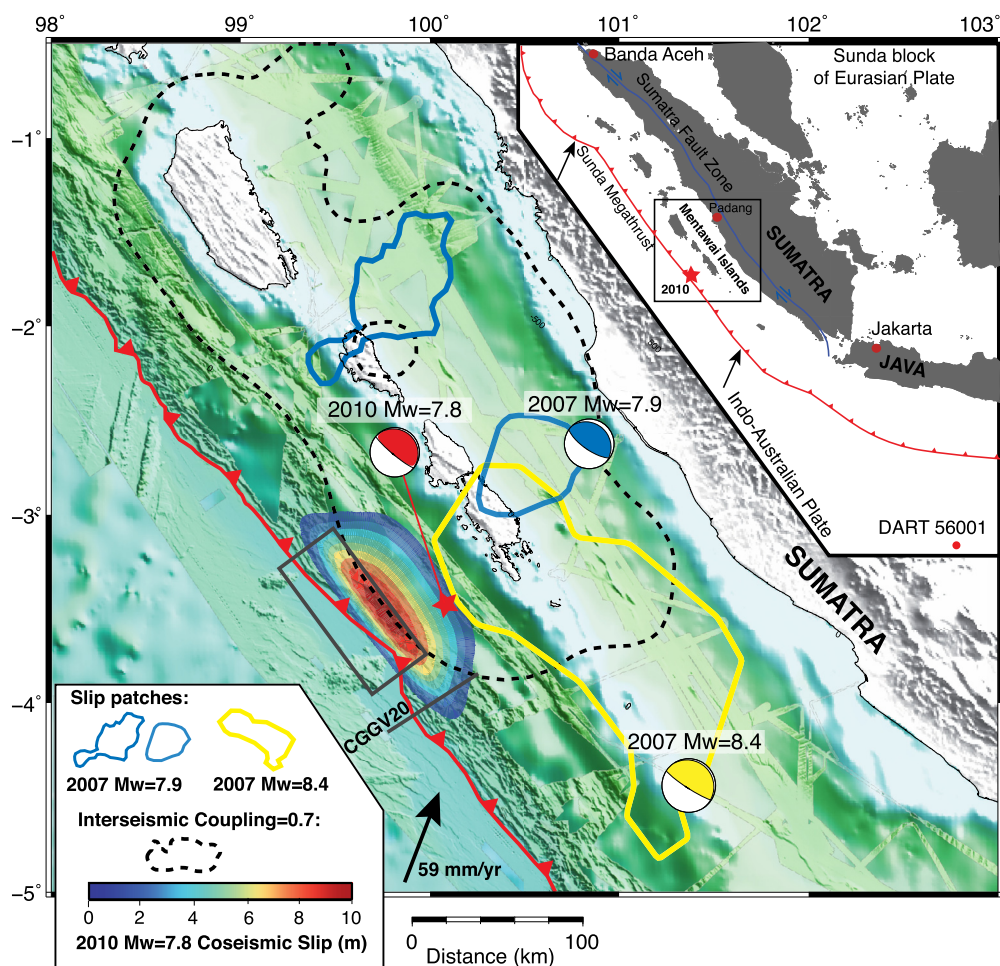 98
99˚
100˚
101˚
102˚
103˚
−1˚
−2˚
−3˚
−4˚
−5˚
Banda Aceh
Sunda block
of Eurasian Plate
Sumatra Fault Zone
Sunda Megathrust
Padang
Mentawai Islands
SUMATRA
2010
Jakarta
JAVA
Indo-Australian Plate
DART 56001
-500
2010 Mw=7.8
2007 Mw=7.9
SUMATRA
2007 Mw=8.4
CGGV20
59 mm/yr
Slip patches:
2007 Mw=7.9
2007 Mw=8.4
Interseismic Coupling=0.7:
0 2 4 6 8 10
2010 Mw=7.8 Coseismic Slip (m)
0 100
Distance (km)